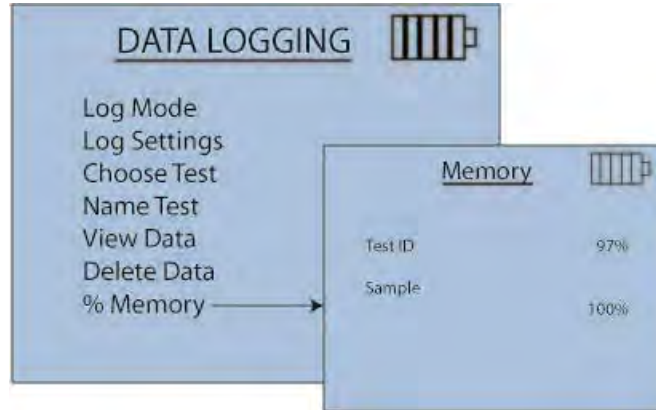 DATA LOGGING
Log Mode
Log Settings
Choose Test
Name Test
View Data
Delete Data
% Memory
Memory
Test ID 97%
Sample
100%